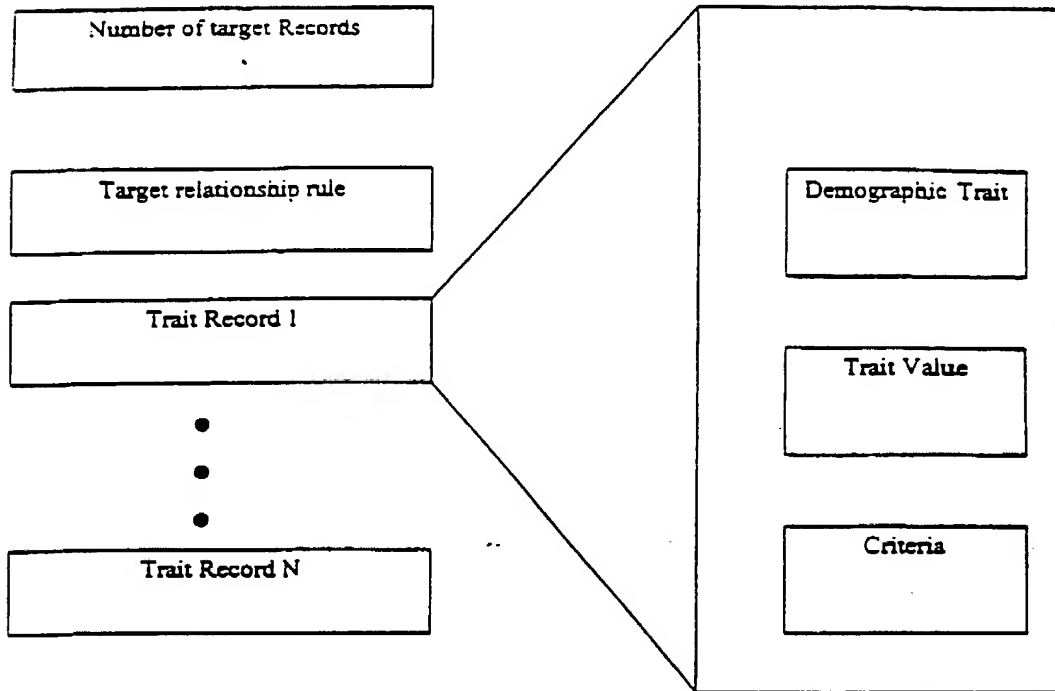 Number of target Records
Target relationship rule
Trait Record 1
Trait Record N
Demographic Trait
Trait Value
Criteria